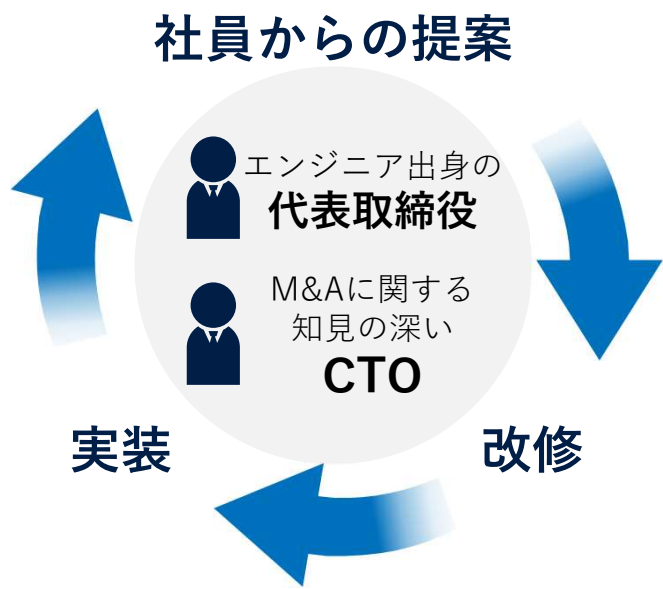 社員からの提案
エンジニア出身の
代表取締役
M&Aに関する
知見の深い
CTO
実装
改修